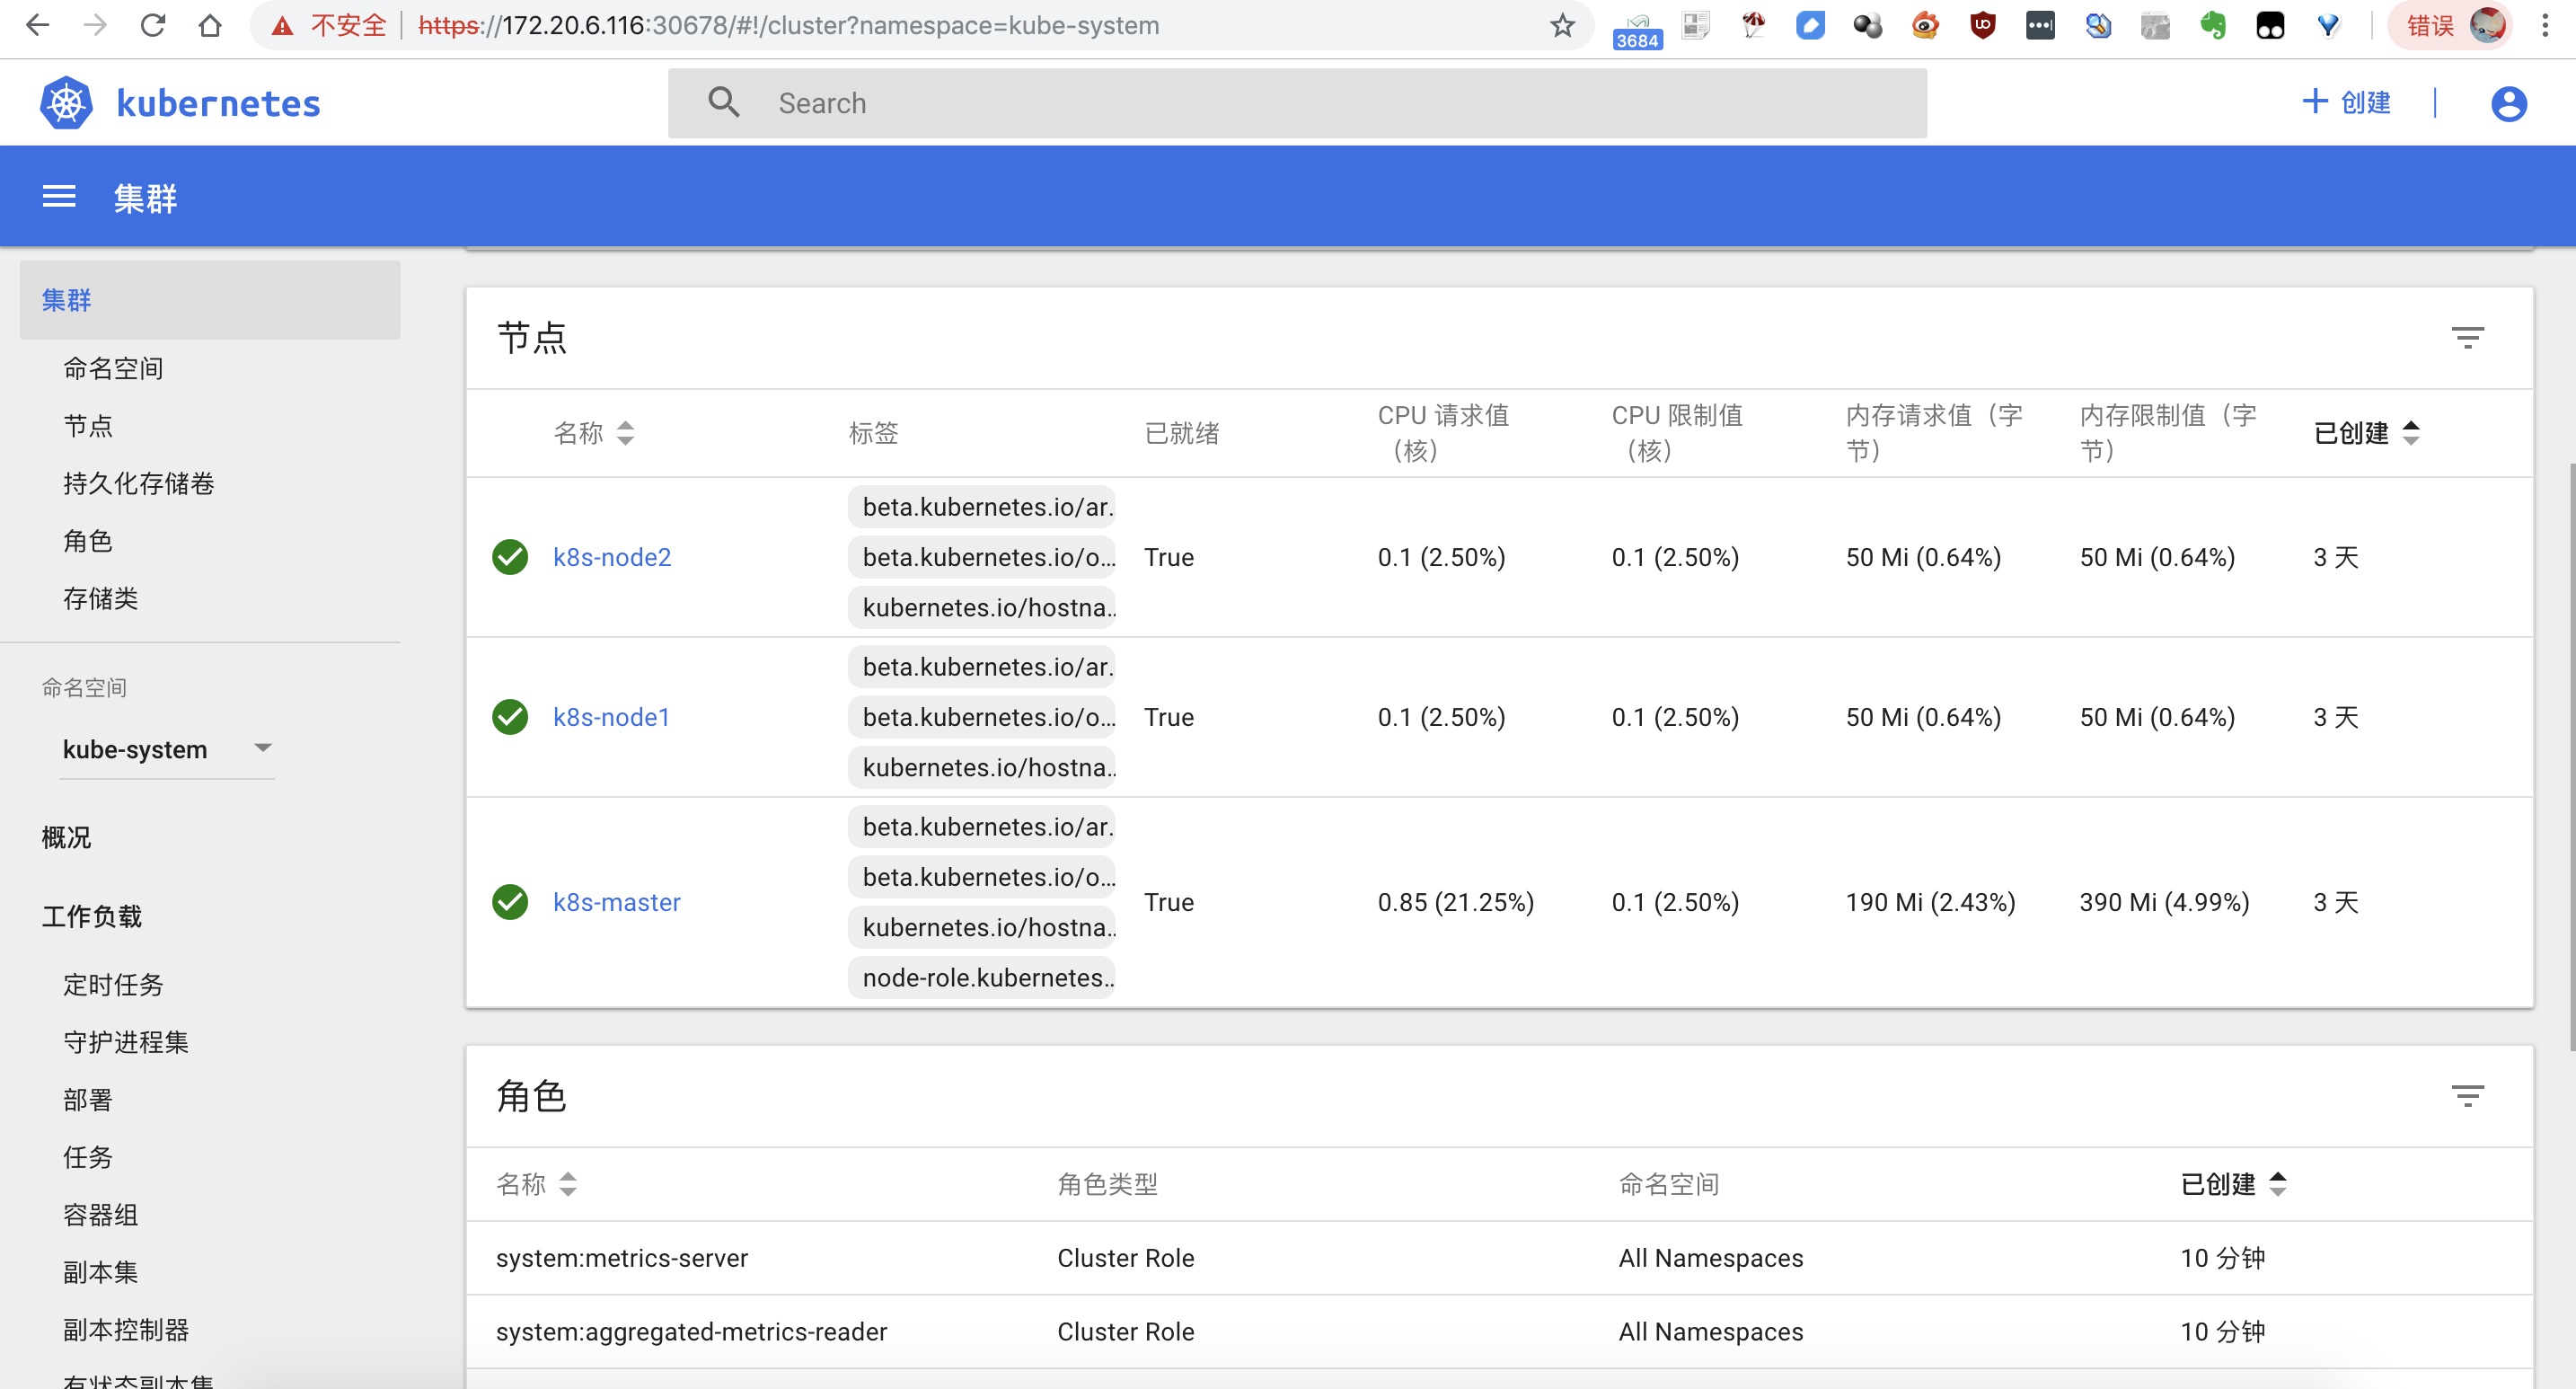 不安全 https://172.20.6.116:30678/#!/cluster?namespace=kube-system 3684 错误
kubernetes Search 创建
集群
集群
命名空间
节点
持久化存储卷
角色
存储类
命名空间
kube-system
概况
工作负载
定时任务
守护进程集
部署
任务
容器组
副本集
副本控制器
有状态副本集
节点
名称 标签 已就绪 CPU 请求值（核） CPU 限制值（核） 内存请求值（字节） 内存限制值（字节） 已创建
beta.kubernetes.io/ar.
k8s-node2 beta.kubernetes.io/o... True 0.1 (2.50%) 0.1 (2.50%) 50 Mi (0.64%) 50 Mi (0.64%) 3 天
kubernetes.io/hostna..
beta.kubernetes.io/ar.
k8s-node1 beta.kubernetes.io/o... True 0.1 (2.50%) 0.1 (2.50%) 50 Mi (0.64%) 50 Mi (0.64%) 3 天
kubernetes.io/hostna..
beta.kubernetes.io/ar.
beta.kubernetes.io/o...
k8s-master True 0.85 (21.25%) 0.1 (2.50%) 190 Mi (2.43%) 390 Mi (4.99%) 3 天
kubernetes.io/hostna..
node-role.kubernetes..
角色
名称 角色类型 命名空间 已创建
system:metrics-server Cluster Role All Namespaces 10 分钟
system:aggregated-metrics-reader Cluster Role All Namespaces 10 分钟